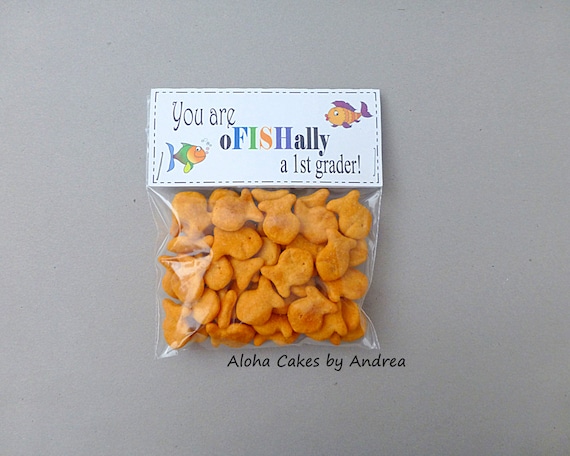 You are
oFISHally
a 1st grader!
Aloha Cakes by Andrea